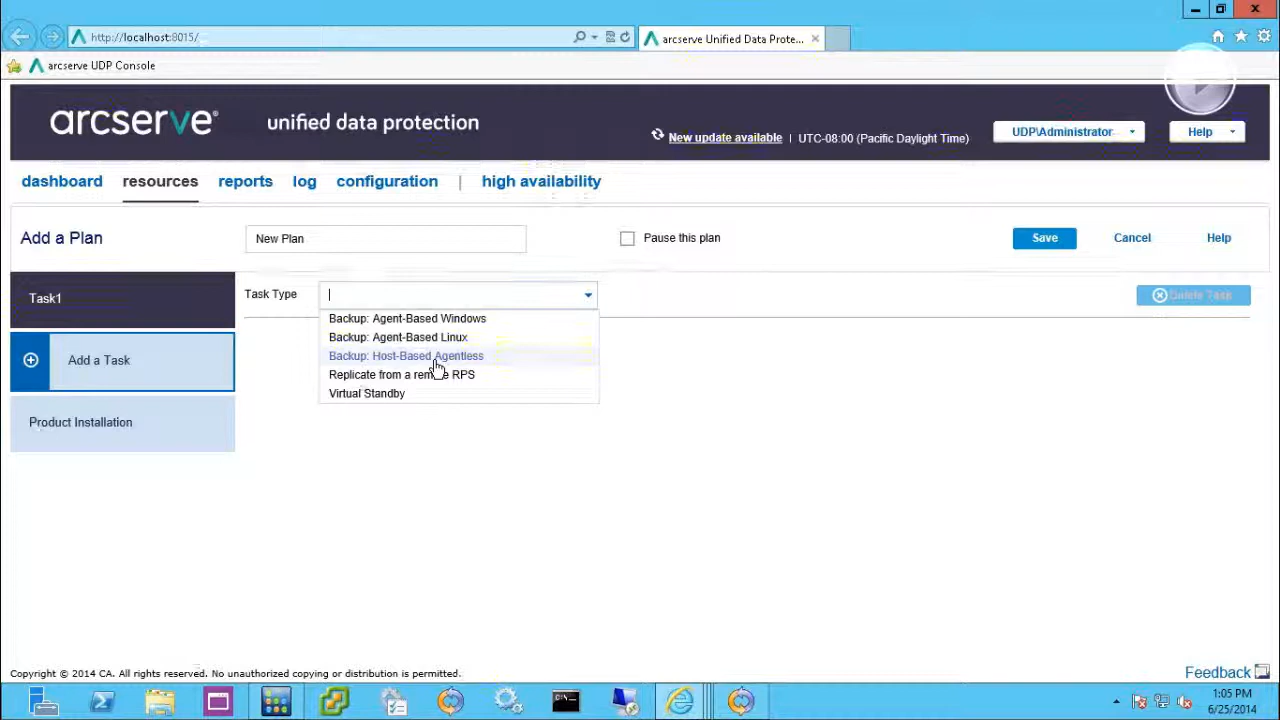 http://localhost:8015/
arcserve Unified Data Prote...
arcserve UDP Console
arcserve®
unified data protection
New update available
UTC-08:00 (Pacific Daylight Time)
UDP\Administrator
Help
dashboard
resources
reports
log
configuration
high availability
Add a Plan
New Plan
Pause this plan
Save
Cancel
Help
Task1
Task Type
Delete Task
Backup: Agent-Based Windows
Backup: Agent-Based Linux
Add a Task
Backup: Host-Based Agentless
Replicate from a remote RPS
Virtual Standby
Product Installation
Copyright © 2014 CA. All rights reserved. No unauthorized copying or distribution is permitted.
Feedback
1:05 PM
6/25/2014